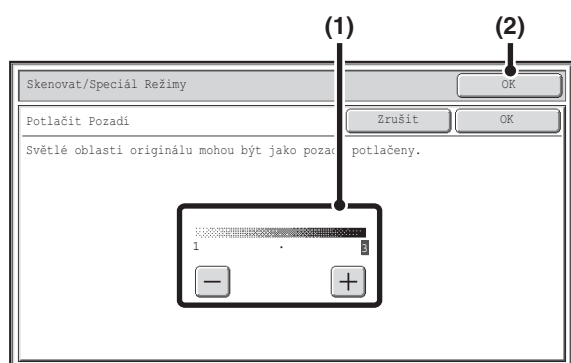 (1) (2)
Skenovat/Speciál Režimy OK
Potlačit Pozadí Zrušit OK
Světlé oblasti originálu mohou být jako pozadí potlačeny.
1 · 3
− +